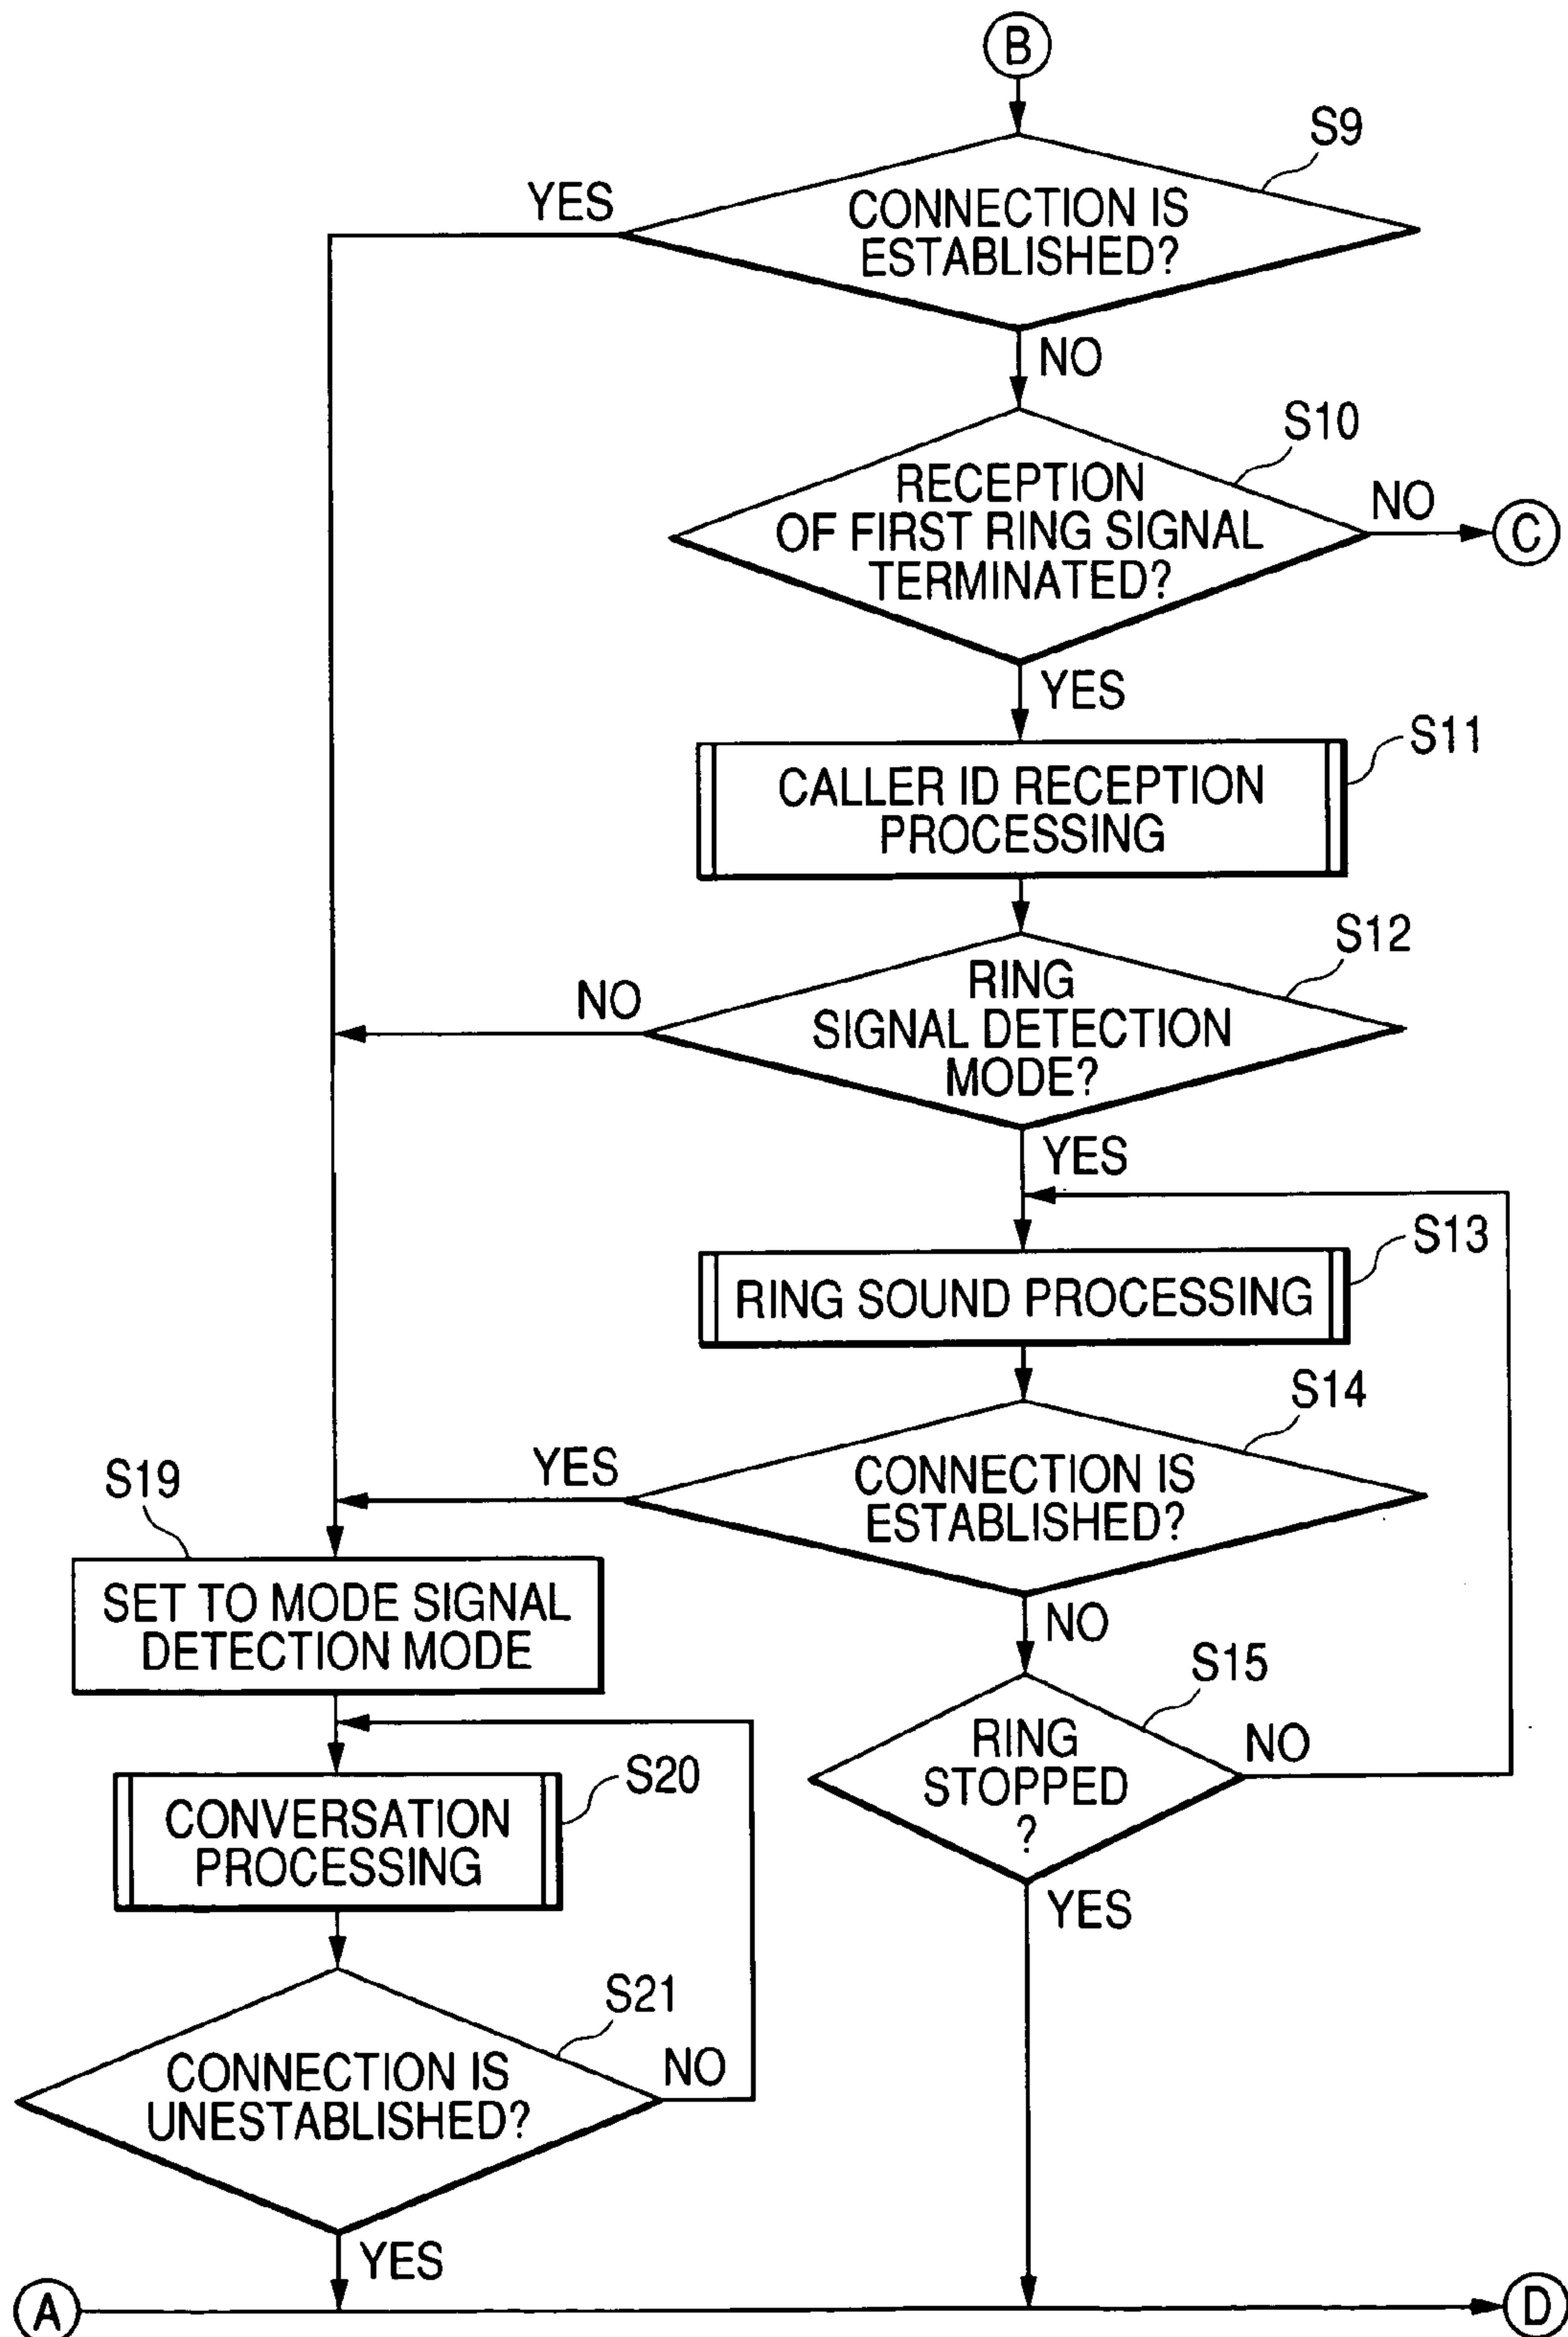 B
S9
YES
CONNECTION IS
ESTABLISHED?
NO
S10
RECEPTION
OF FIRST RING SIGNAL
TERMINATED?
NO
C
YES
S11
CALLER ID RECEPTION
PROCESSING
S12
NO
RING
SIGNAL DETECTION
MODE?
YES
S13
RING SOUND PROCESSING
S14
YES
CONNECTION IS
ESTABLISHED?
NO
S19
SET TO MODE SIGNAL
DETECTION MODE
S15
RING
STOPPED
?
NO
YES
S20
CONVERSATION
PROCESSING
S21
CONNECTION IS
UNESTABLISHED?
NO
YES
A
D